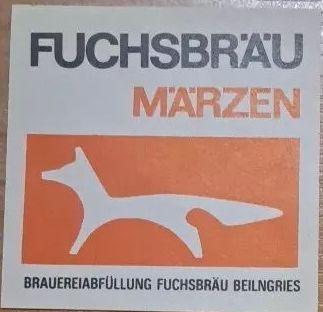 FUCHSBRÄU
MÄRZEN
BRAUEREIABFÜLLUNG FUCHSBRÄU BEILNGRIES